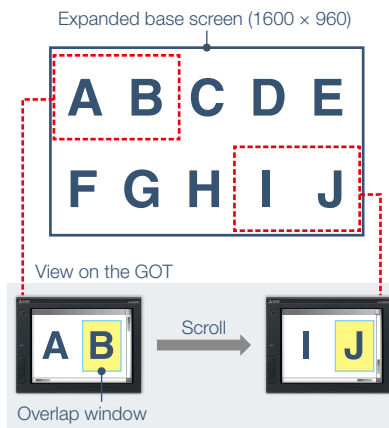 Expanded base screen (1600 × 960)
A B C D E
F G H I J
View on the GOT
A B
Scroll
I J
Overlap window